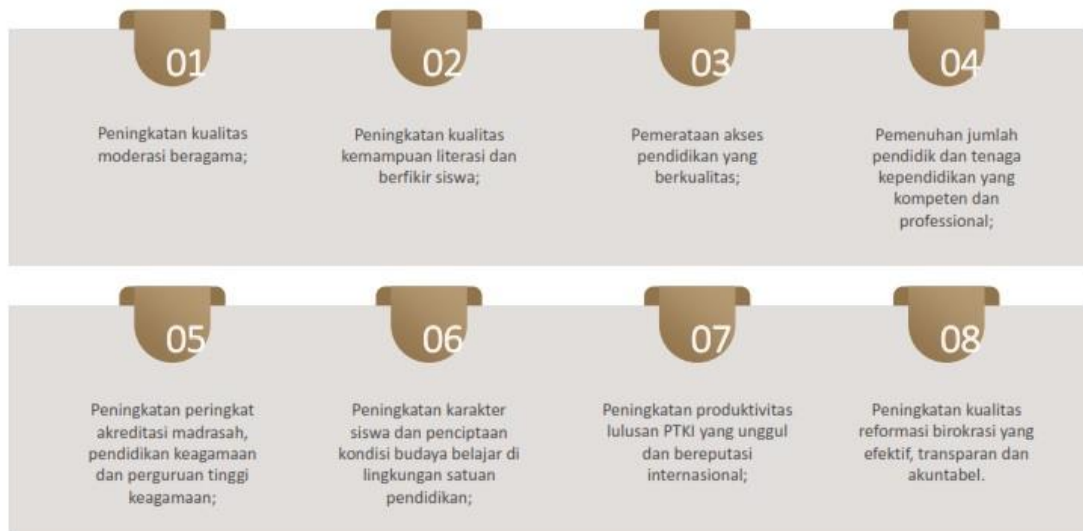 01
Peningkatan kualitas
moderasi beragama;
02
Peningkatan kualitas
kemampuan literasi dan
berfikir siswa;
03
Pemerataan akses
pendidikan yang
berkualitas;
04
Pemenuhan jumlah
pendidik dan tenaga
kependidikan yang
kompeten dan
professional;
05
Peningkatan peringkat
akreditasi madrasah,
pendidikan keagamaan
dan perguruan tinggi
keagamaan;
06
Peningkatan karakter
siswa dan penciptaan
kondisi budaya belajar di
lingkungan satuan
pendidikan;
07
Peningkatan produktivitas
lulusan PTKI yang unggul
dan bereputasi
internasional;
08
Peningkatan kualitas
reformasi birokrasi yang
efektif, transparan dan
akuntabel.